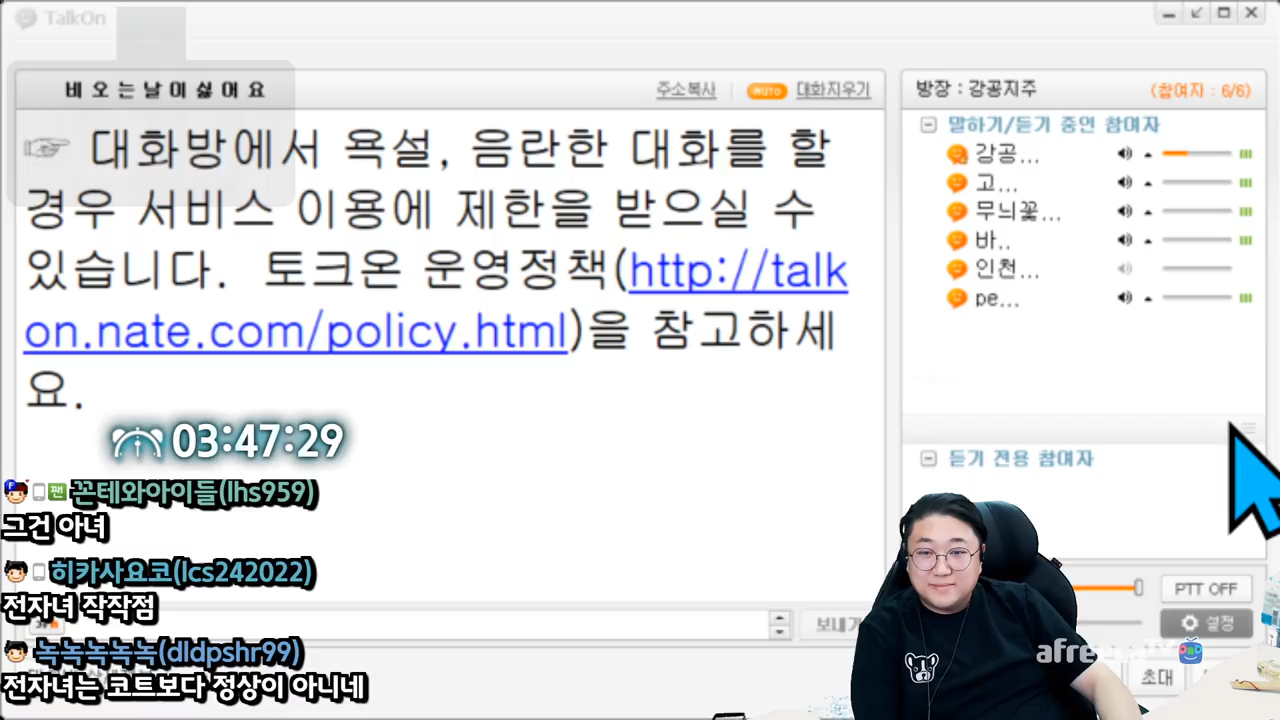 TalkOn
비 오 는 날 이 싫 어 요
주소복사
AUTO
대화지우기
방장 : 강공지주
(참여자 : 6/6)
☞ 대화방에서 욕설, 음란한 대화를 할
경우 서비스 이용에 제한을 받으실 수
있습니다. 토크온 운영정책(http://talk
on.nate.com/policy.html)을 참고하세
요.
말하기/듣기 중인 참여자
강공...
고...
무늬꽃...
바..
인천...
pe...
듣기 전용 참여자
03:47:29
꼰테와아이들(lhs959)
그건 아녀
히카사요코(lcs242022)
전자녀 작작점
녹녹녹녹녹(dldpshr99)
전자녀는 코트보다 정상이 아니네
보내기
PTT OFF
설정
afreecaTV
초대